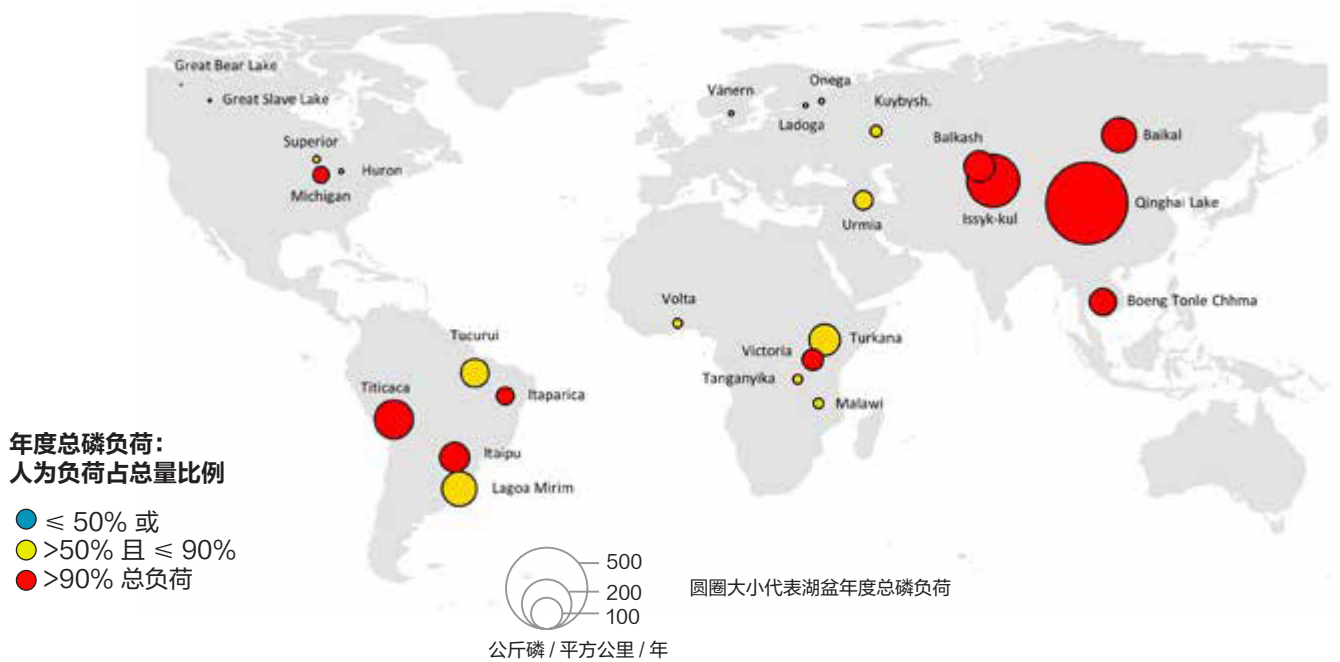 Great Bear Lake
Great Slave Lake
Superior
Huron
Michigan
Vänern
Onega
Ladoga
Kuybysh.
Balkash
Baikal
Issyk-kul
Qinghai Lake
Urmia
Boeng Tonle Chhma
Volta
Turkana
Victoria
Tanganyika
Malawi
Tucurui
Itaparica
Titicaca
Itaipu
Lagoa Mirim
年度总磷负荷：
人为负荷占总量比例
≤ 50% 或
>50% 且 ≤ 90%
>90% 总负荷
500
200
100
公斤磷 / 平方公里 / 年
圆圈大小代表湖盆年度总磷负荷